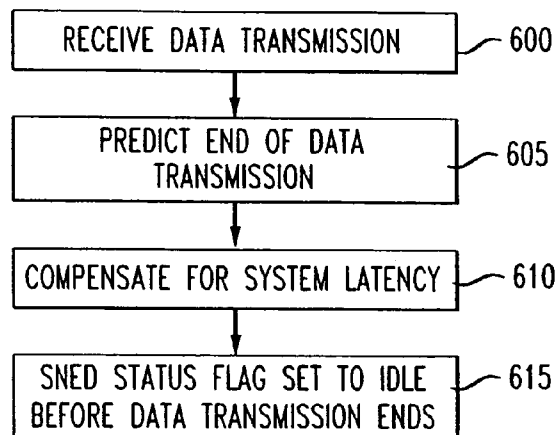 RECEIVE DATA TRANSMISSION
600
PREDICT END OF DATA
TRANSMISSION
605
COMPENSATE FOR SYSTEM LATENCY
610
SNED STATUS FLAG SET TO IDLE
BEFORE DATA TRANSMISSION ENDS
615